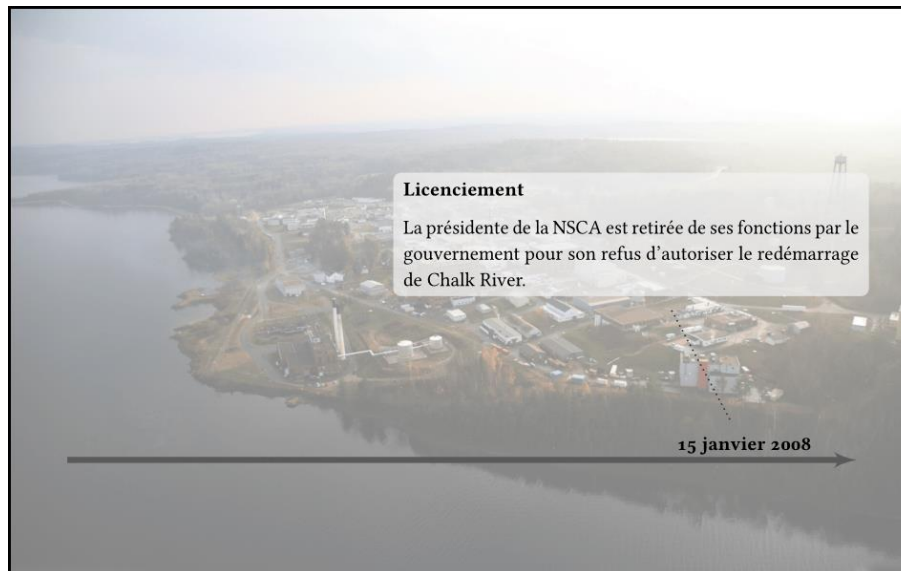 Licenciement
La présidente de la NSCA est retirée de ses fonctions par le
gouvernement pour son refus d’autoriser le redémarrage
de Chalk River.
15 janvier 2008